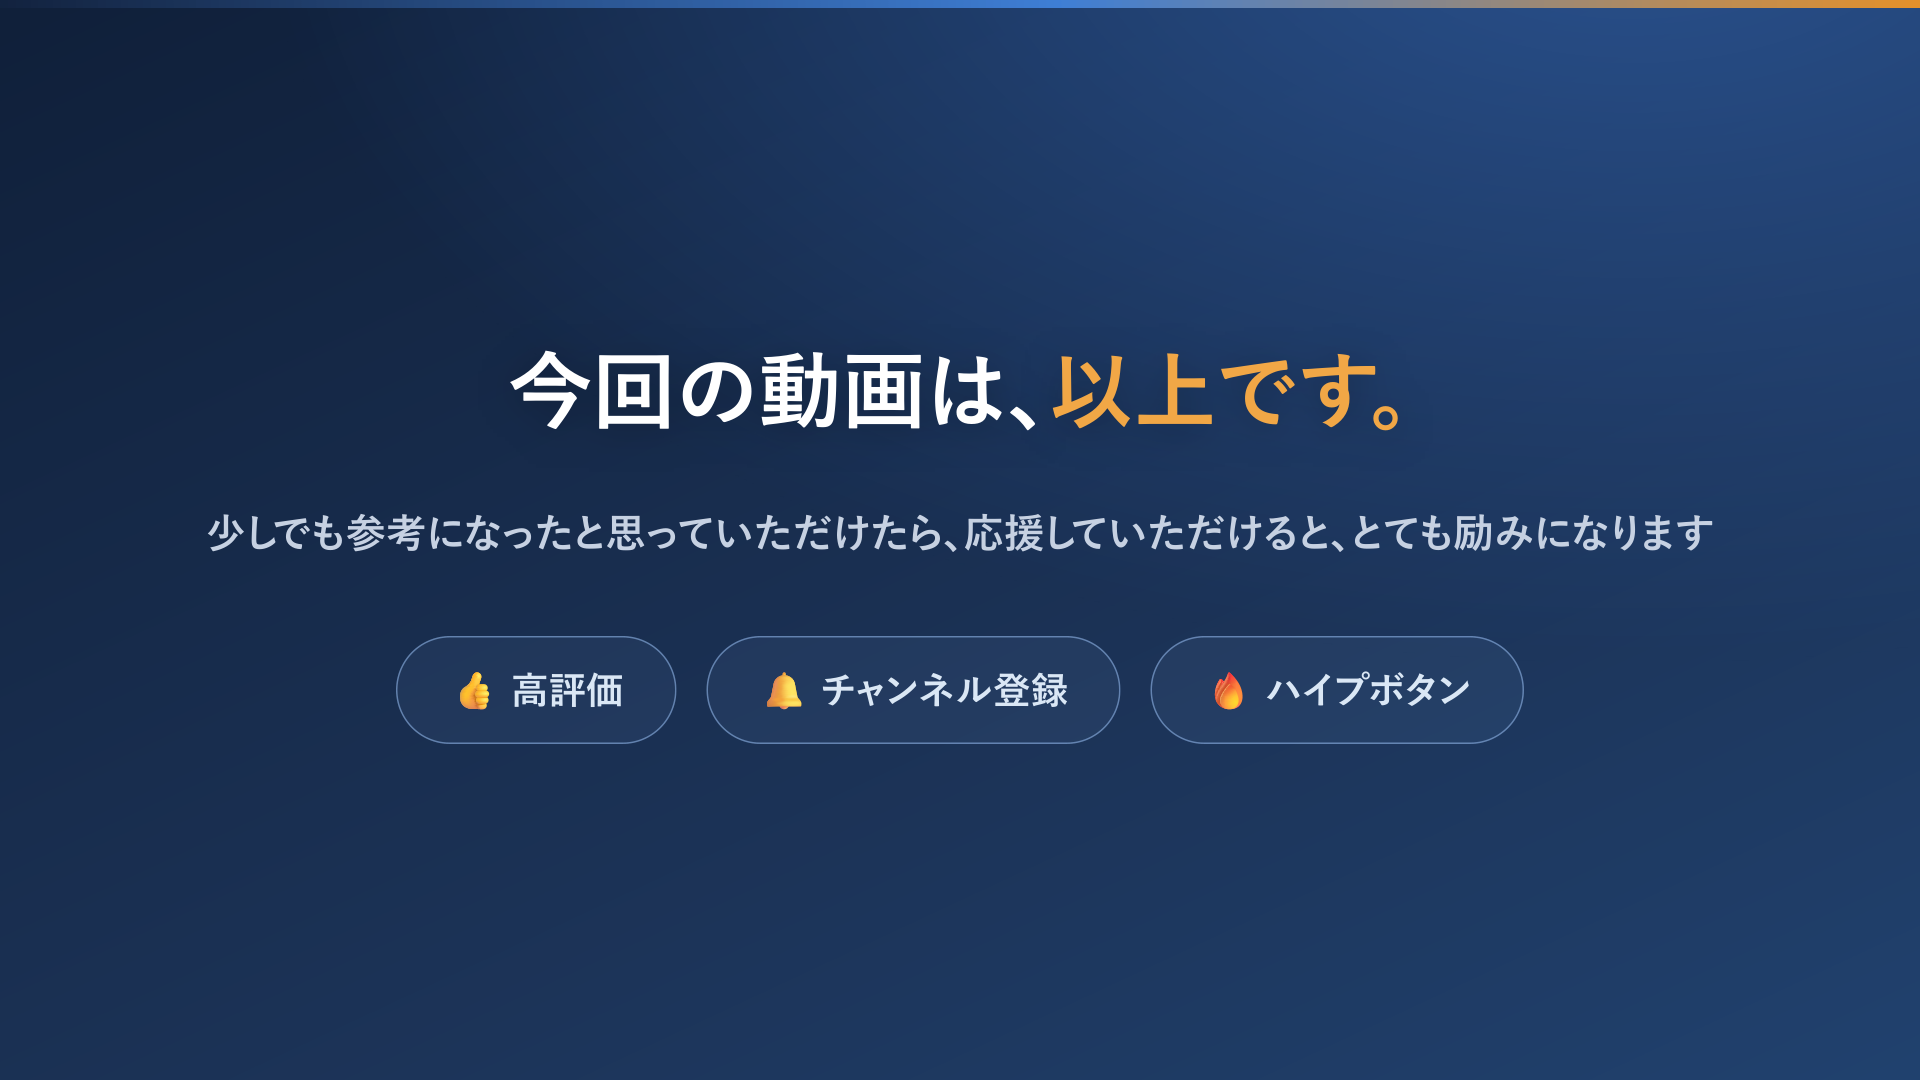 今回の動画は、以上です。
少しでも参考になったと思っていただけたら、応援していただけると、とても励みになります
👍 高評価
🔔 チャンネル登録
🔥 ハイプボタン